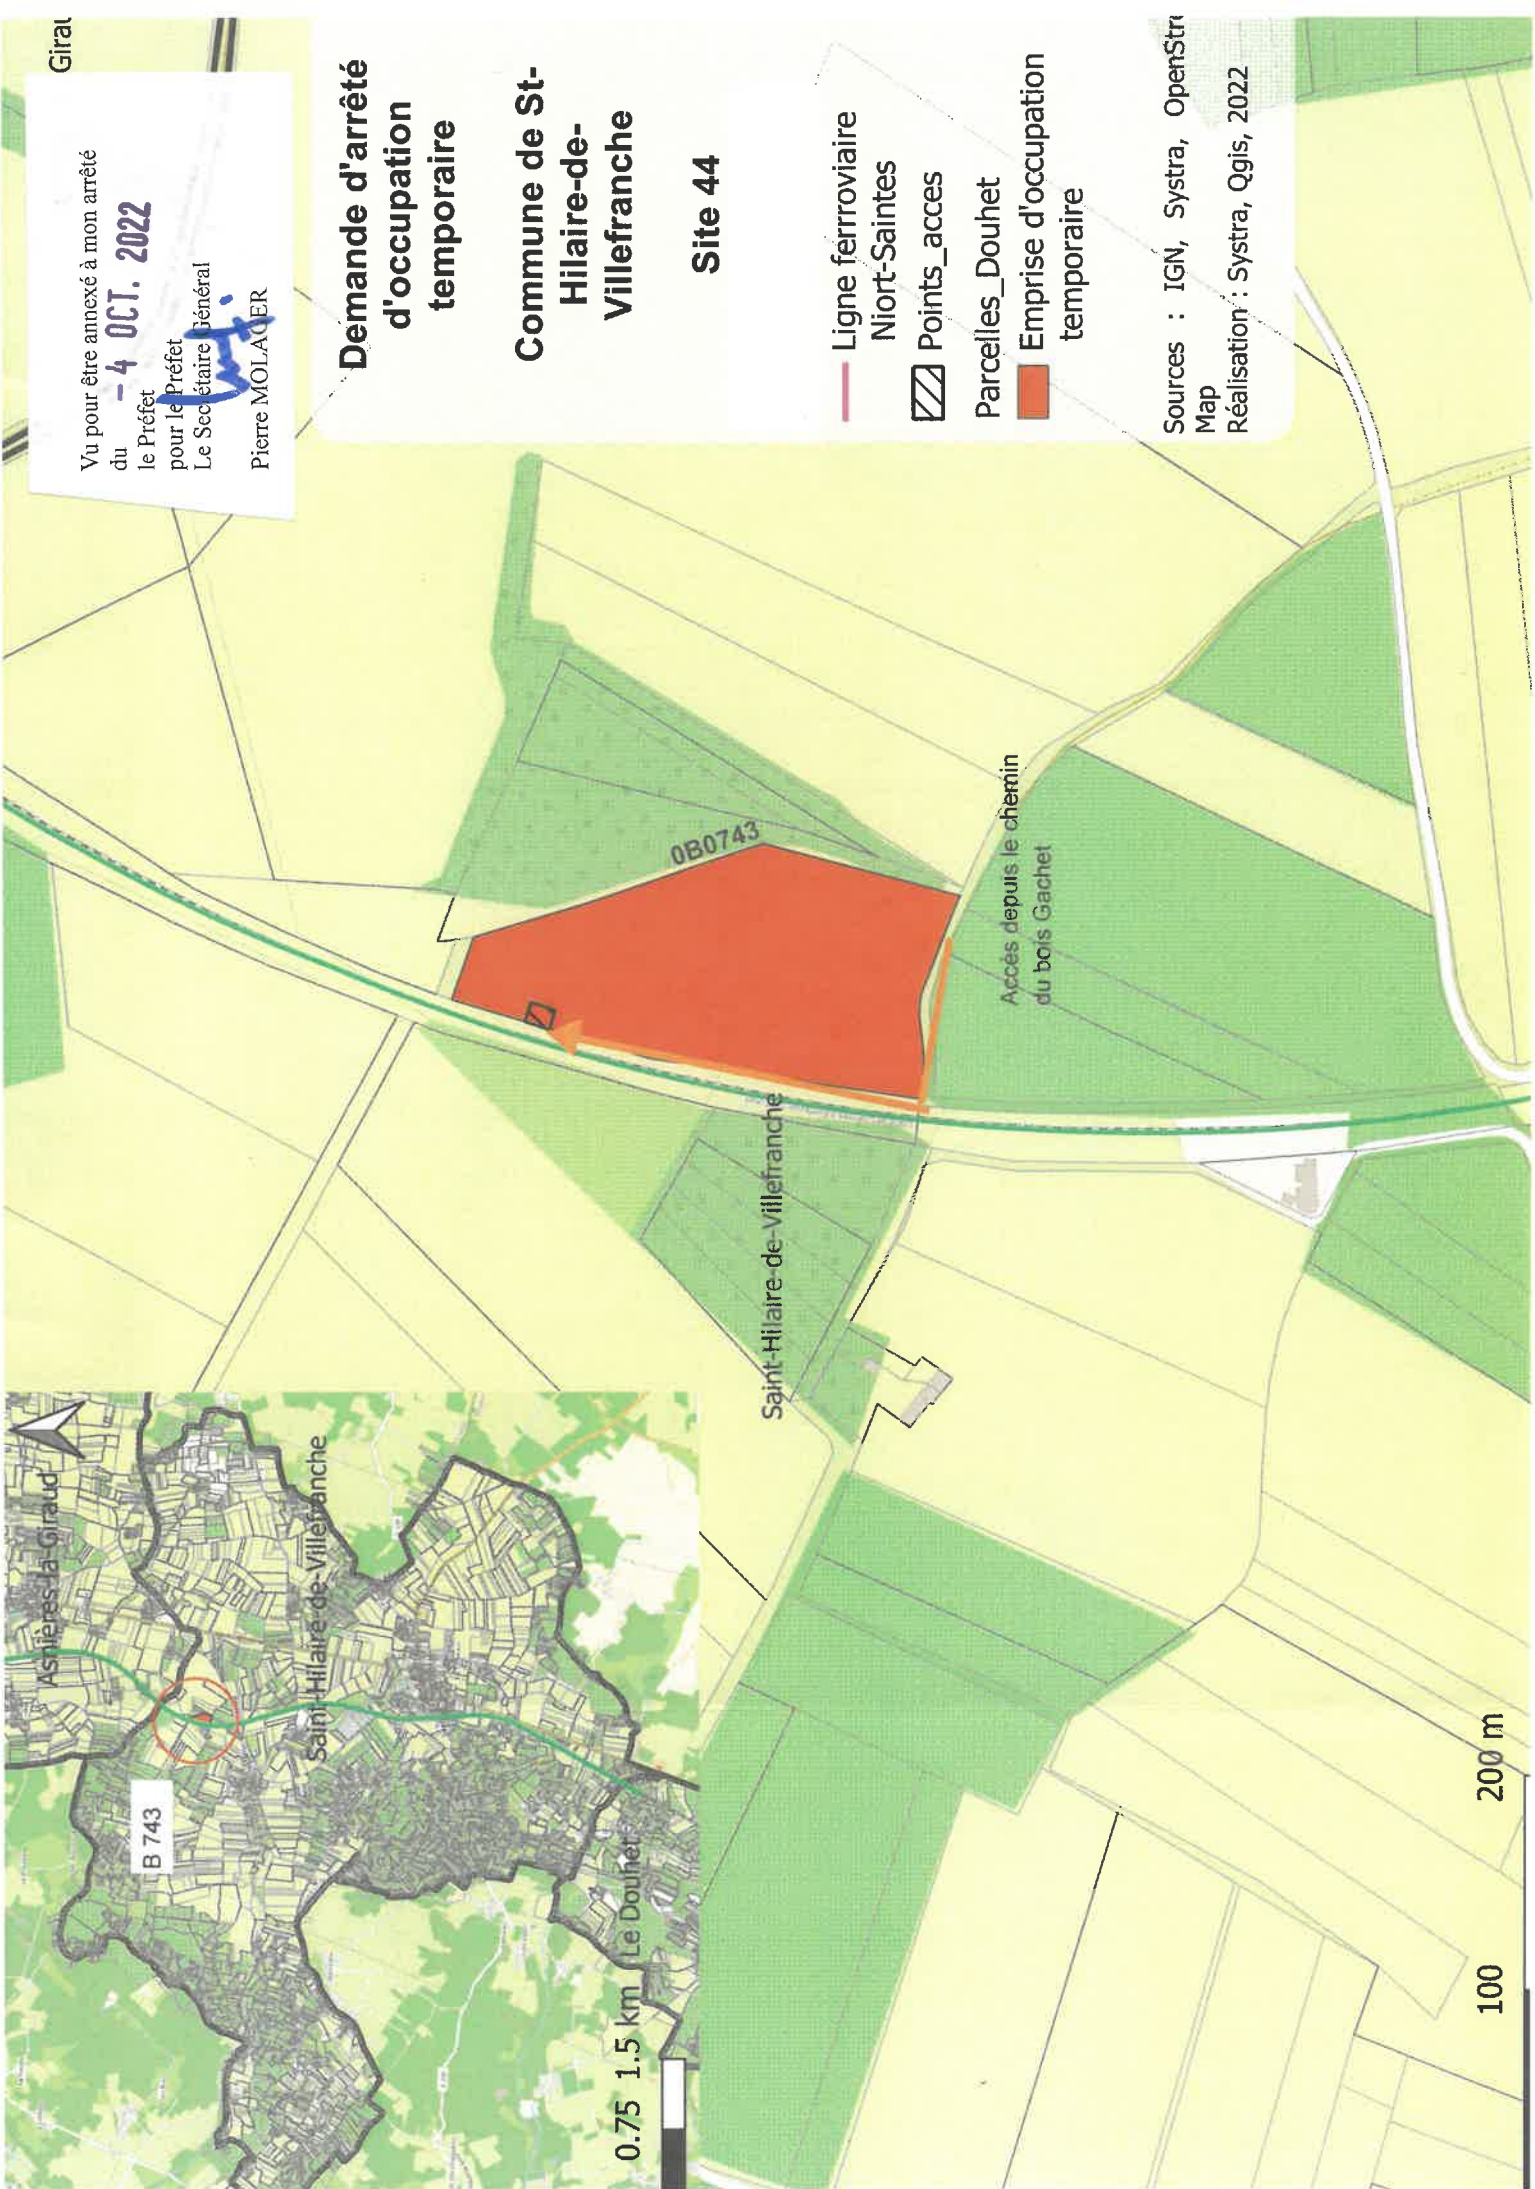 Vu pour être annexé à mon arrêté
du - 4 OCT. 2022
le Préfet
pour le Préfet
Le Secrétaire Général
Pierre MOLAGER
Girau
Demande d'arrêté
d'occupation
temporaire
Commune de St-
Hilaire-de-
Villefranche
Site 44
Ligne ferrroviaire
Niort-Saintes
Points_acces
Parcelles_Douhet
Emprise d'occupation
temporaire
Sources : IGN, Systra, OpenStre
Map
Réalisation : Systra, Qgis, 2022
0B0743
Accès depuis le chemin
du bois Gachet
Saint-Hilaire-de-Villefranche
Asnières-la-Giraud
B 743
Saint-Hilaire-de-Villefranche
Le Douhet
0.75 1.5 km
100 200 m